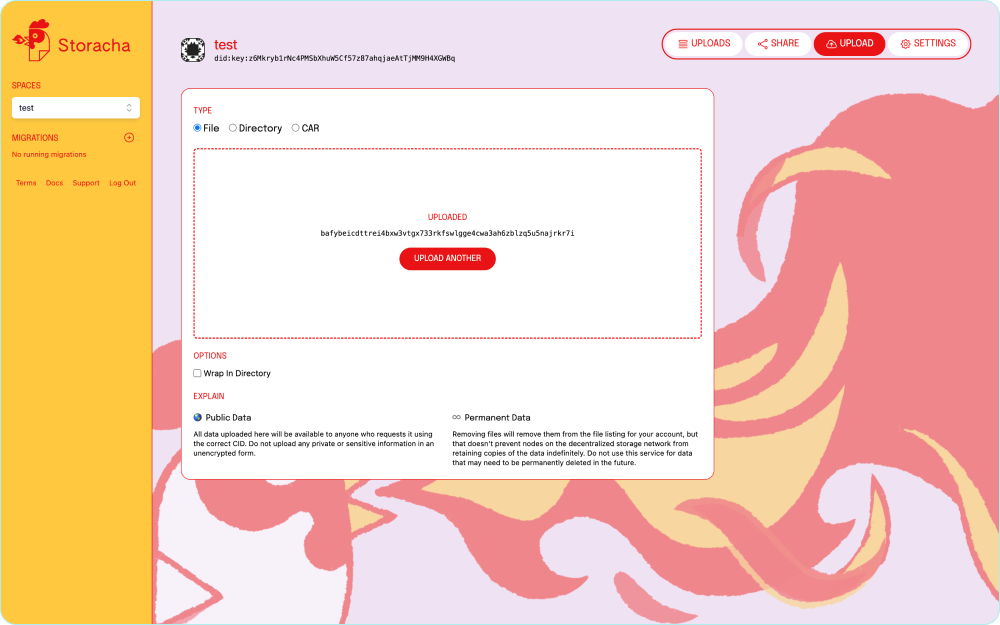 Storacha
SPACES
test
MIGRATIONS
No running migrations
Terms Docs Support Log Out
test
did:key:z6Mkryb1rNc4PMSbXhuW5Cf57z87ahqjaeAtTjMM9H4XGWBq
UPLOADS SHARE UPLOAD SETTINGS
TYPE
File Directory CAR
UPLOADED
bafybeicdttrei4bxw3vtgx733rkfswlgge4cwa3ah6zblzq5u5najrkr7i
UPLOAD ANOTHER
OPTIONS
Wrap In Directory
EXPLAIN
Public Data
All data uploaded here will be available to anyone who requests it using
the correct CID. Do not upload any private or sensitive information in an
unencrypted form.
Permanent Data
Removing files will remove them from the file listing for your account, but
that doesn't prevent nodes on the decentralized storage network from
retaining copies of the data indefinitely. Do not use this service for data
that may need to be permanently deleted in the future.